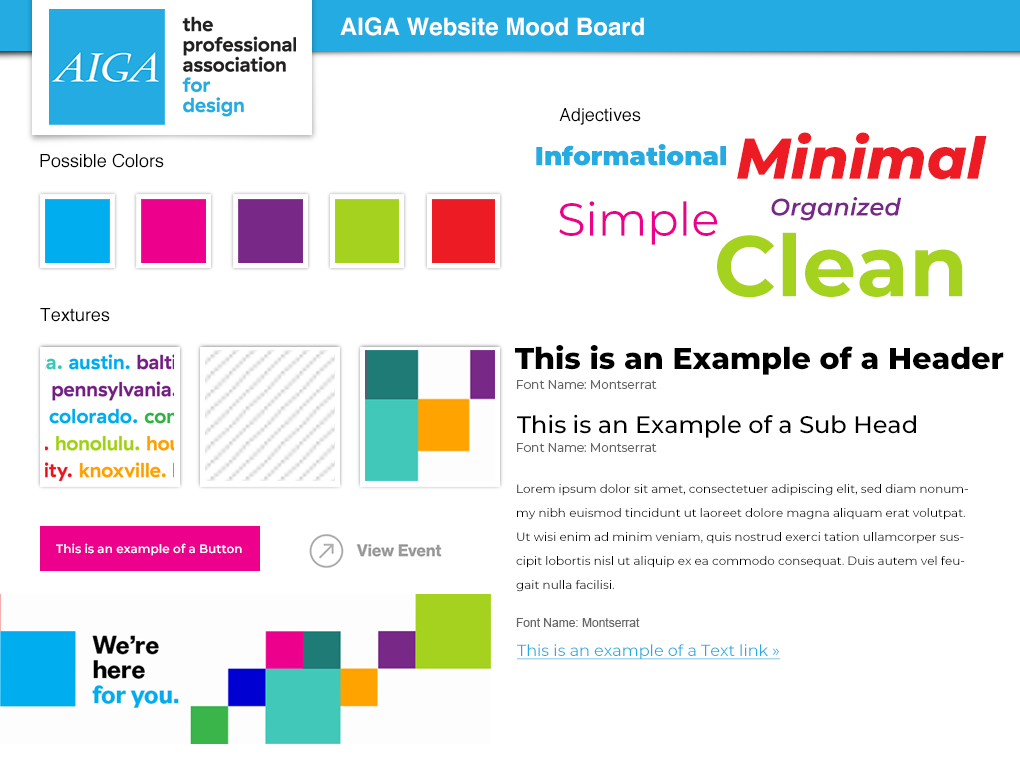 AIGA Website Mood Board
AIGA
the
professional
association
for
design
Possible Colors
Textures
a. austin. balti
pennsylvania.
colorado. cor
. honolulu. hou
ity. knoxville.
This is an example of a Button
View Event
We're
here
for you.
Adjectives
Informational
Minimal
Simple
Organized
Clean
This is an Example of a Header
Font Name: Montserrat
This is an Example of a Sub Head
Font Name: Montserrat
Lorem ipsum dolor sit amet, consectetuer adipiscing elit, sed diam nonum-
my nibh euismod tincidunt ut laoreet dolore magna aliquam erat volutpat.
Ut wisi enim ad minim veniam, quis nostrud exerci tation ullamcorper sus-
cipit lobortis nisl ut aliquip ex ea commodo consequat. Duis autem vel feu-
gait nulla facilisi.
Font Name: Montserrat
This is an example of a Text link »